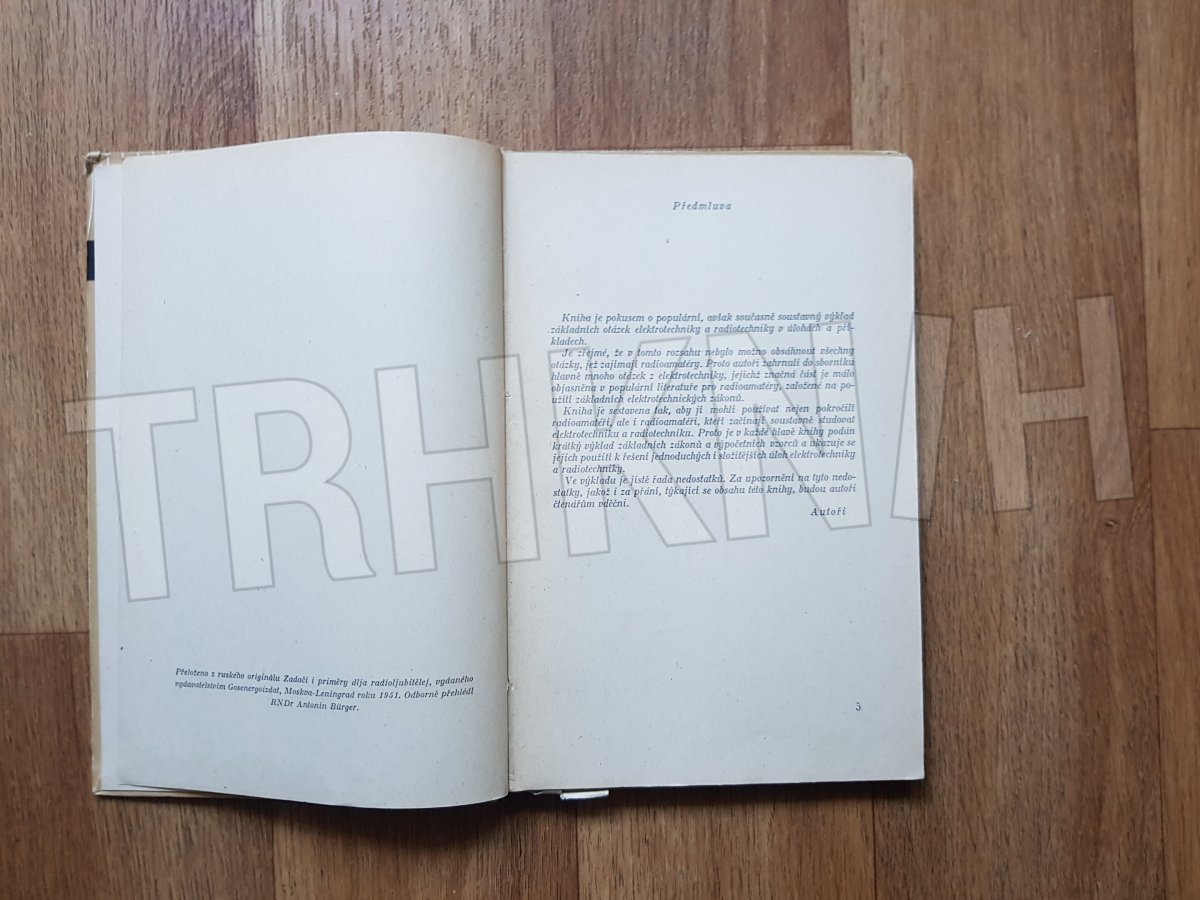 Přeloženo z ruského originálu Zadači i priměry dlja radioljubitělej, vydaného
vydavatelstvím Gosenergoizdat, Moskva-Leningrad roku 1951. Odborně přehlédl
RNDr Antonín Bürger.
Předmluva
Kniha je pokusem o populární, avšak současně soustavný výklad
základních otázek elektrotechniky a radiotechniky v úlohách a pří-
kladech.
Je zřejmé, že v tomto rozsahu nebylo možno obsáhnout všechny
otázky, jež zajímají radioamatéry. Proto autoři zahrnuli do sborníku
hlavně mnoho otázek z elektrotechniky, jejichž značná část je málo
objasněna v populární literatuře pro radioamatéry, založené na po-
užití základních elektrotechnických zákonů.
Kniha je sestavena tak, aby jí mohli používat nejen pokročilí
radioamatéři, ale i radioamatéři, kteří začínají soustavně studovat
elektrotechniku a radiotechniku. Proto je v každé hlavě knihy podán
krátký výklad základních zákonů a výpočetních vzorců a ukazuje se
jejich použití k řešení jednoduchých i složitějších úloh elektrotechniky
a radiotechniky.
Ve výkladu je jistě řada nedostatků. Za upozornění na tyto nedo-
statky, jakož i za přání, týkající se obsahu této knihy, budou autoři
čtenářům vděčni.
Autoři
5
TRHKNIH